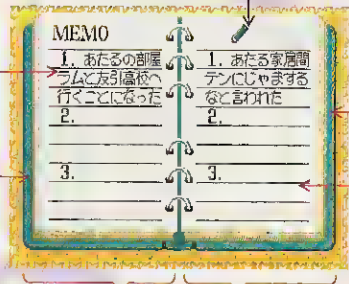 MEMO
1. あたるの部屋
ラムと友引高校へ
行くことになった
2.
3.
1. あたる家居間
テンにじゃまする
なと言われた
2.
3.